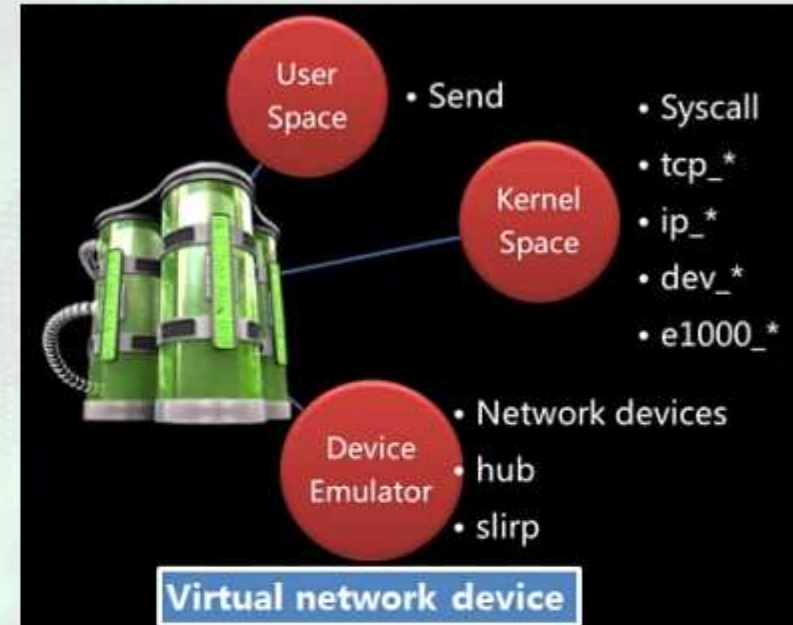 User
Space
• Send
Kernel
Space
• Syscall
• tcp_*
• ip_*
• dev_*
• e1000_*
Device
Emulator
• Network devices
• hub
• slirp
Virtual network device